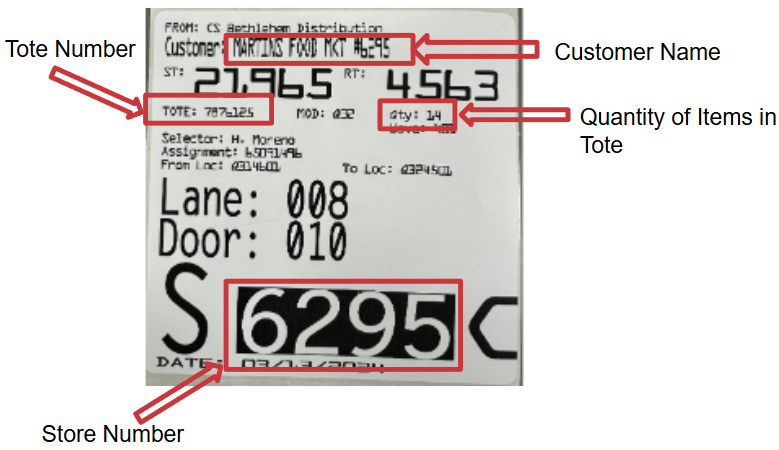 Tote Number
FROM: CS Bethlehem Distribution
Customer: MARTINS FOOD MKT #6295
Customer Name
ST: 27,965 RT: 4563
TOTE: 7876125 MOD: 032 Qty: 14
Quantity of Items in
Tote
Selector: H. Moreno
Assignment: 65091496
From Loc: 0314601 To Loc: 0324501
Lane: 008
Door: 010
S 6295 C
DATE: 03/13/2024
Store Number